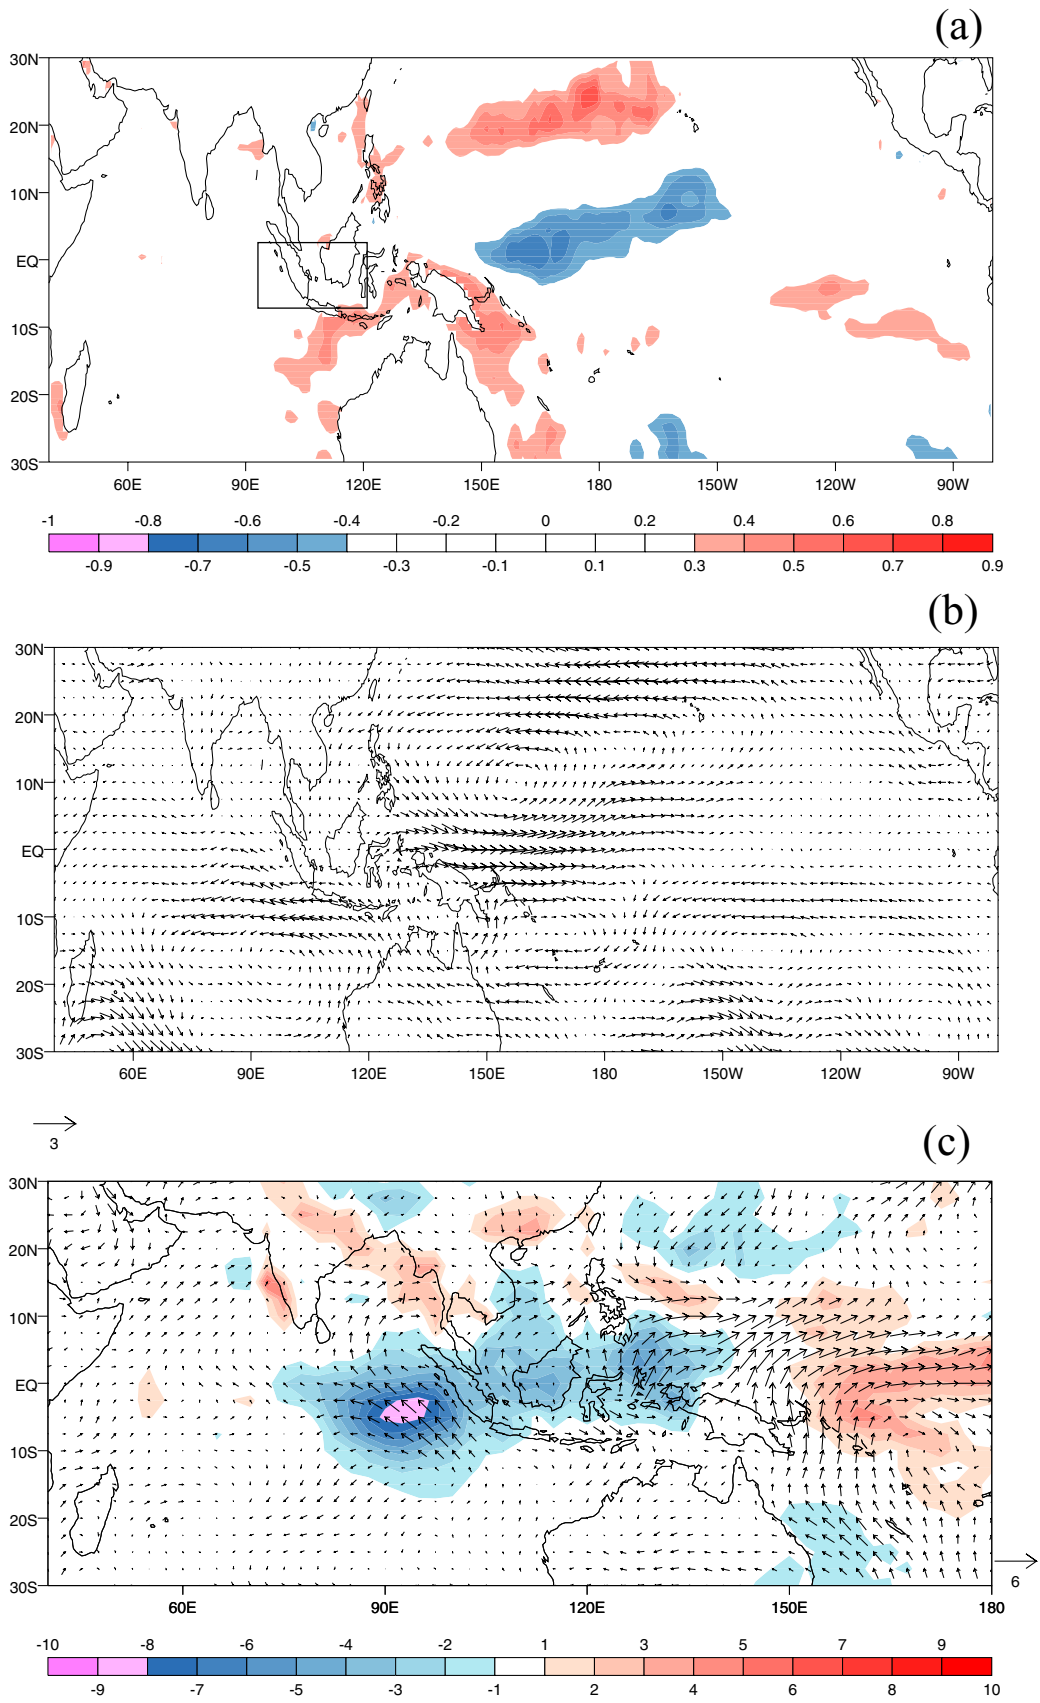 (a)
30N
20N
10N
EQ
10S
20S
30S
60E 90E 120E 150E 180 150W 120W 90W
-1 -0.8 -0.6 -0.4 -0.2 0 0.2 0.4 0.6 0.8
-0.9 -0.7 -0.5 -0.3 -0.1 0.1 0.3 0.5 0.7 0.9
(b)
30N
20N
10N
EQ
10S
20S
30S
60E 90E 120E 150E 180 150W 120W 90W
3
(c)
30N
20N
10N
EQ
10S
20S
30S
6
60E 90E 120E 150E 180
-10 -8 -6 -4 -2 1 3 5 7 9
-9 -7 -5 -3 -1 2 4 6 8 10